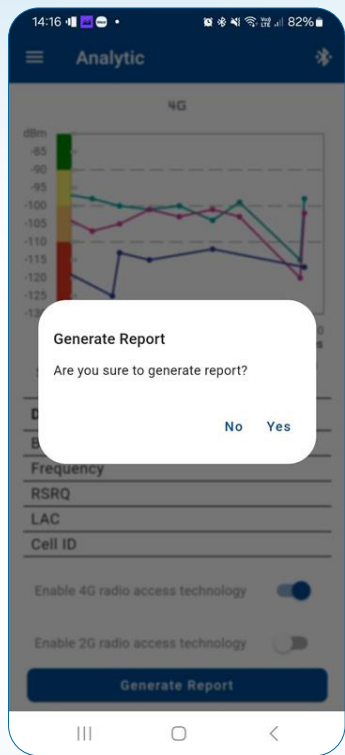 14:16
82%
Analytic
4G
dBm
-85
-90
-95
-100
-105
-110
-115
-120
-125
Generate Report
Are you sure to generate report?
No Yes
Frequency
RSRQ
LAC
Cell ID
Enable 4G radio access technology
Enable 2G radio access technology
Generate Report